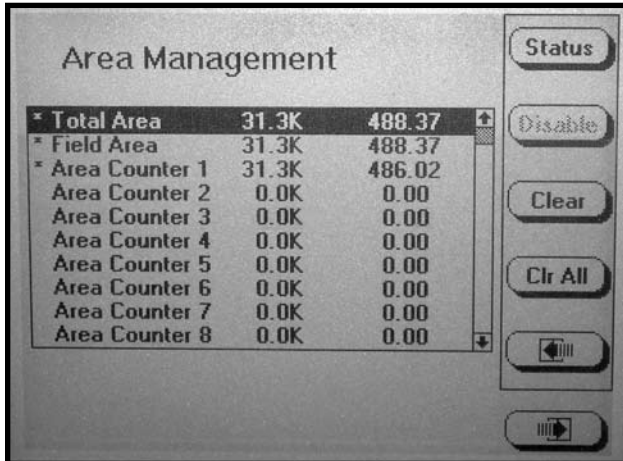 Area Management
* Total Area 31.3K 488.37
* Field Area 31.3K 488.37
* Area Counter 1 31.3K 486.02
Area Counter 2 0.0K 0.00
Area Counter 3 0.0K 0.00
Area Counter 4 0.0K 0.00
Area Counter 5 0.0K 0.00
Area Counter 6 0.0K 0.00
Area Counter 7 0.0K 0.00
Area Counter 8 0.0K 0.00
Status
Disable
Clear
Clr All